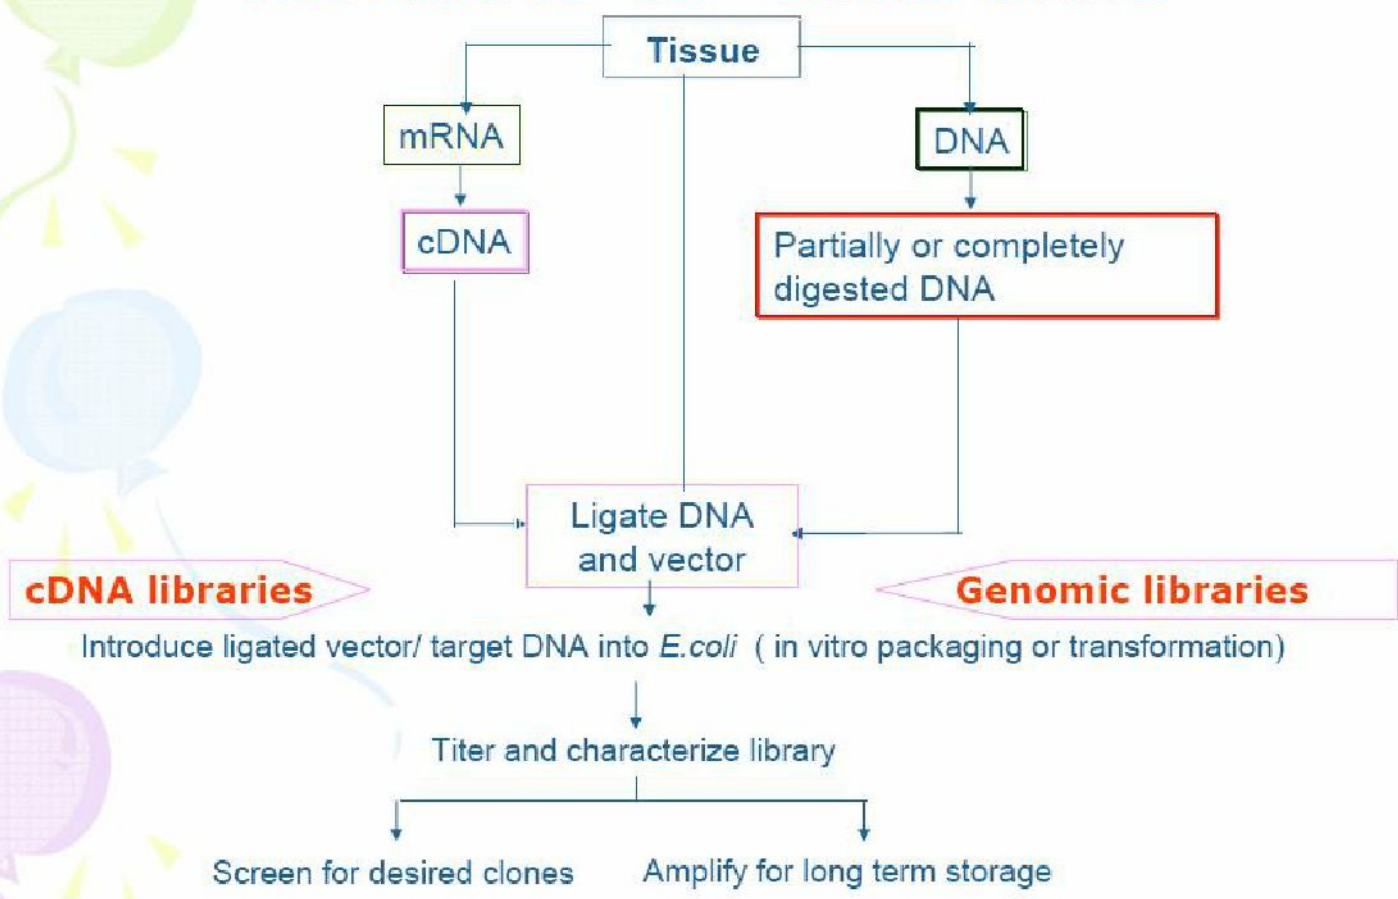 Tissue
mRNA
DNA
cDNA
Partially or completely
digested DNA
Ligate DNA
and vector
cDNA libraries
Genomic libraries
Introduce ligated vector/ target DNA into E.coli ( in vitro packaging or transformation)
Titer and characterize library
Screen for desired clones
Amplify for long term storage